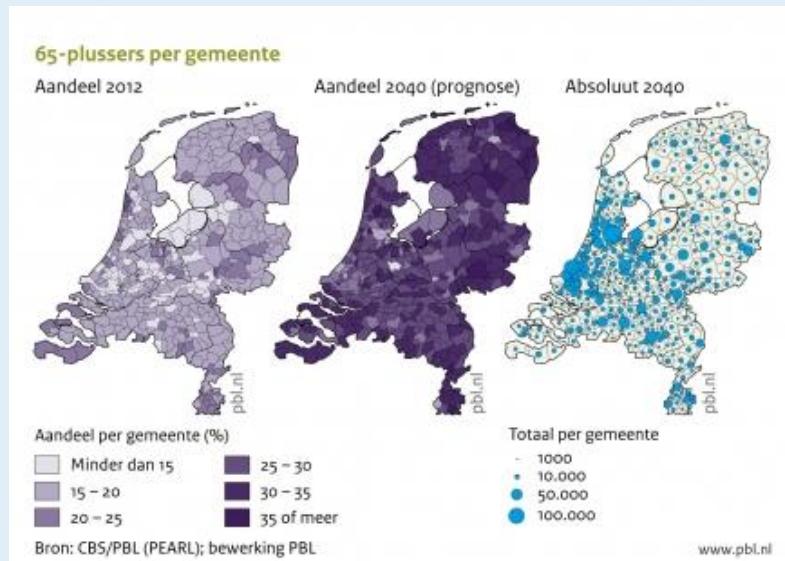 65-plussers per gemeente
Aandeel 2012
Aandeel 2040 (prognose)
Absoluut 2040
pbl.nl
pbl.nl
pbl.nl
Aandeel per gemeente (%)
Minder dan 15
15 – 20
20 – 25
25 – 30
30 – 35
35 of meer
Totaal per gemeente
1000
10.000
50.000
100.000
Bron: CBS/PBL (PEARL); bewerking PBL
www.pbl.nl